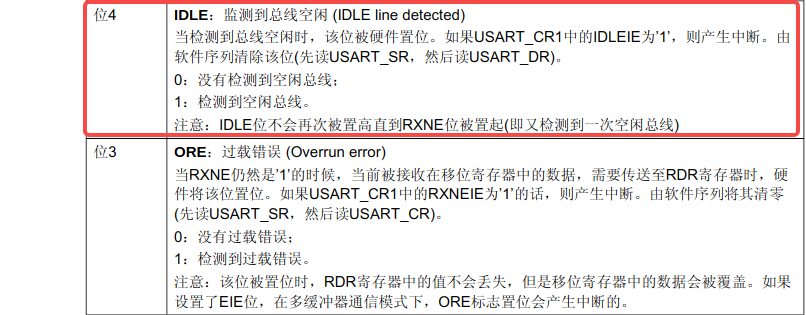 位4
IDLE：监测到总线空闲 (IDLE line detected)
当检测到总线空闲时，该位被硬件置位。如果USART_CR1中的IDLEIE为'1'，则产生中断。由
软件序列清除该位(先读USART_SR，然后读USART_DR)。
0：没有检测到空闲总线；
1：检测到空闲总线。
注意：IDLE位不会再次被置高直到RXNE位被置起(即又检测到一次空闲总线)
位3
ORE：过载错误 (Overrun error)
当RXNE仍然是'1'的时候，当前被接收在移位寄存器中的数据，需要传送至RDR寄存器时，硬
件将该位置位。如果USART_CR1中的RXNEIE为'1'的话，则产生中断。由软件序列将其清零
(先读USART_SR，然后读USART_CR)。
0：没有过载错误；
1：检测到过载错误。
注意：该位被置位时，RDR寄存器中的值不会丢失，但是移位寄存器中的数据会被覆盖。如果
设置了EIE位，在多缓冲器通信模式下，ORE标志置位会产生中断的。